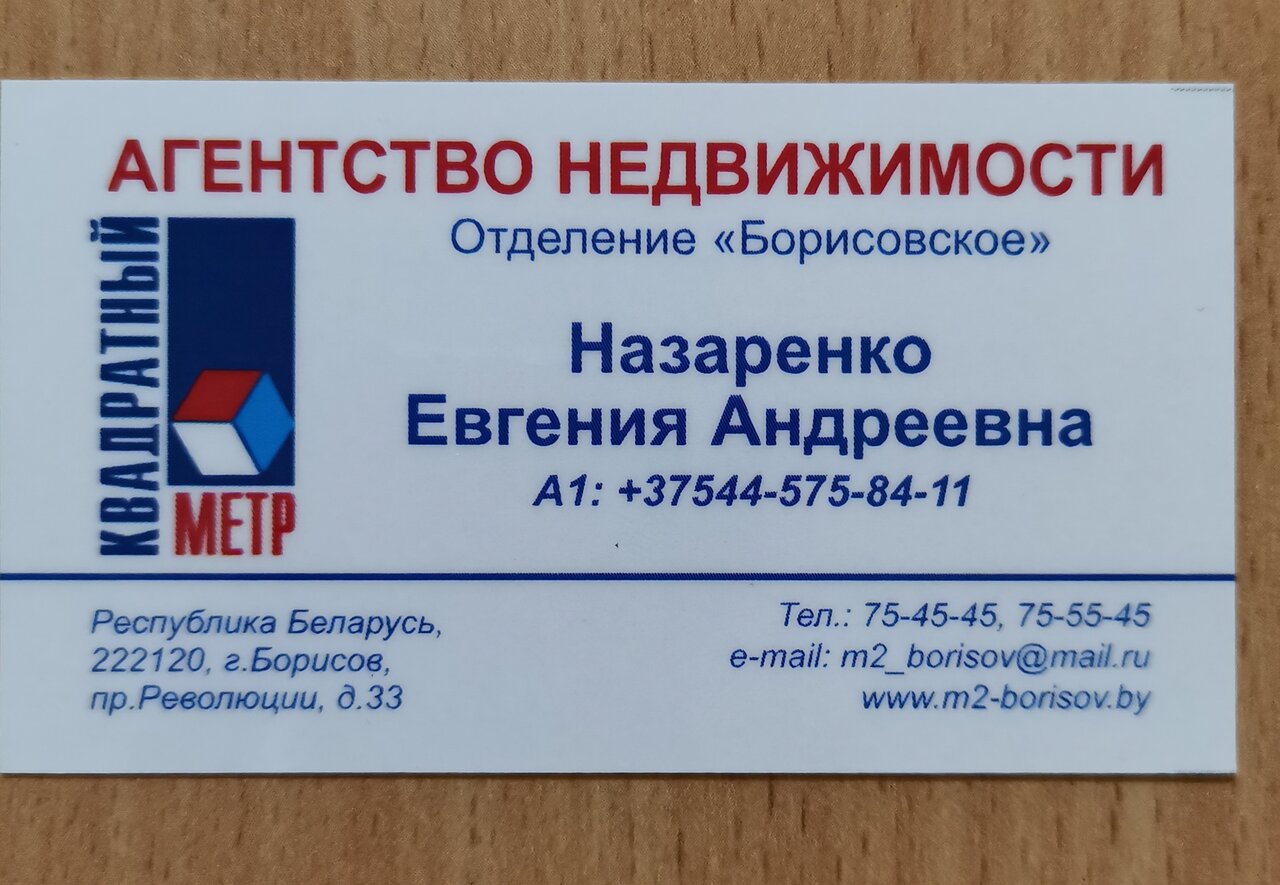 АГЕНТСТВО НЕДВИЖИМОСТИ
Отделение «Борисовское»
КВАДРАТНЫЙ
МЕТР
Назаренко
Евгения Андреевна
А1: +37544-575-84-11
Республика Беларусь,
222120, г.Борисов,
пр.Революции, д.33
Тел.: 75-45-45, 75-55-45
e-mail: m2_borisov@mail.ru
www.m2-borisov.by